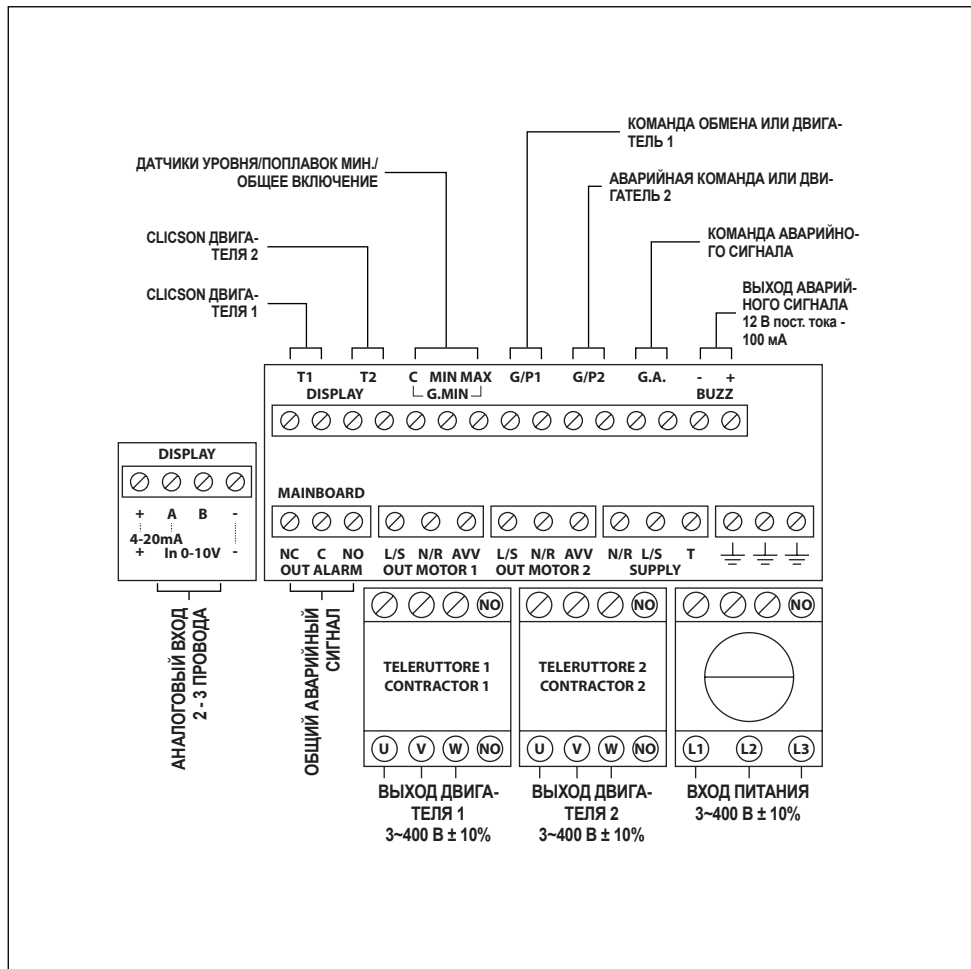 КОМАНДА ОБМЕНА ИЛИ ДВИГА-
ТЕЛЬ 1
ДАТЧИКИ УРОВНЯ/ПОПЛАВОК МИН./
ОБЩЕЕ ВКЛЮЧЕНИЕ
АВАРИЙНАЯ КОМАНДА ИЛИ ДВИ-
ГАТЕЛЬ 2
CLICSON ДВИГА-
ТЕЛЯ 2
КОМАНДА АВАРИЙНО-
ГО СИГНАЛА
CLICSON ДВИГА-
ТЕЛЯ 1
ВЫХОД АВАРИЙ-
НОГО СИГНАЛА
12 В пост. тока -
100 мА
T1 T2 C MIN MAX G/P1 G/P2 G.A. - +
DISPLAY G.MIN BUZZ
DISPLAY
+ A B -
4-20mA
+ In 0-10V -
АНАЛОГОВЫЙ ВХОД
2 - 3 ПРОВОДА
MAINBOARD
NC C NO L/S N/R AVV L/S N/R AVV N/R L/S T
OUT ALARM OUT MOTOR 1 OUT MOTOR 2 SUPPLY
ОБЩИЙ АВАРИЙНЫЙ
СИГНАЛ
NO NO NO
TELERUTTORE 1
CONTRACTOR 1
TELERUTTORE 2
CONTRACTOR 2
U V W NO U V W NO L1 L2 L3
ВЫХОД ДВИГА-
ТЕЛЯ 1
3~400 В ± 10%
ВЫХОД ДВИГА-
ТЕЛЯ 2
3~400 В ± 10%
ВХОД ПИТАНИЯ
3~400 В ± 10%